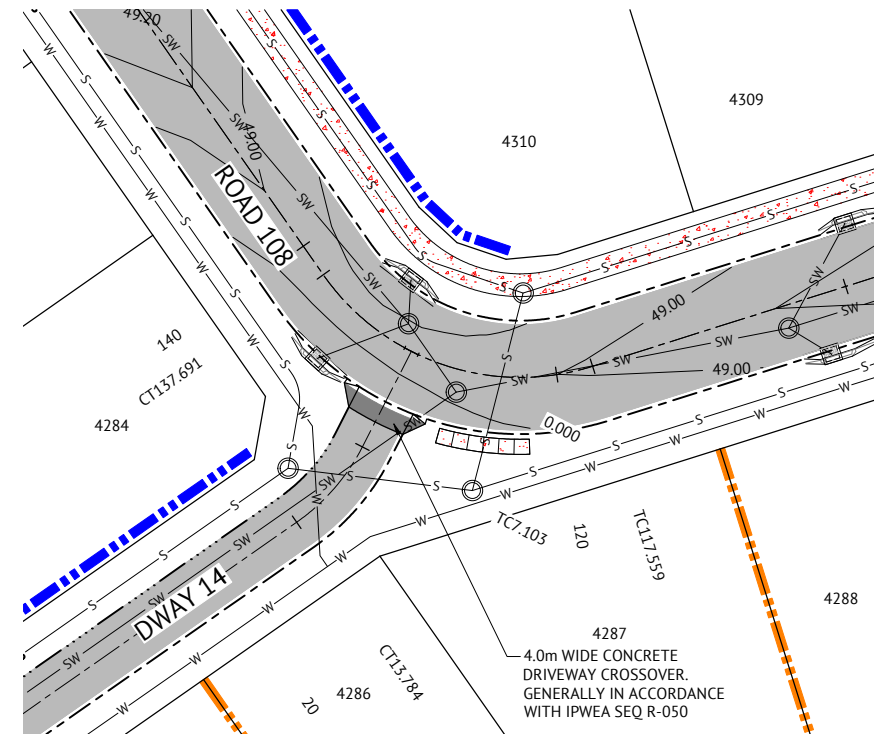 49.20
SW
49.00
ROAD 108
4310
4309
49.00
49.00
0.000
140
CT137.691
4284
DWAY 14
TC7.103
120
TC117.559
4287
4288
4286
20
CT13.784
4.0m WIDE CONCRETE
DRIVEWAY CROSSOVER.
GENERALLY IN ACCORDANCE
WITH IPWEA SEQ R-050
S
W
SW